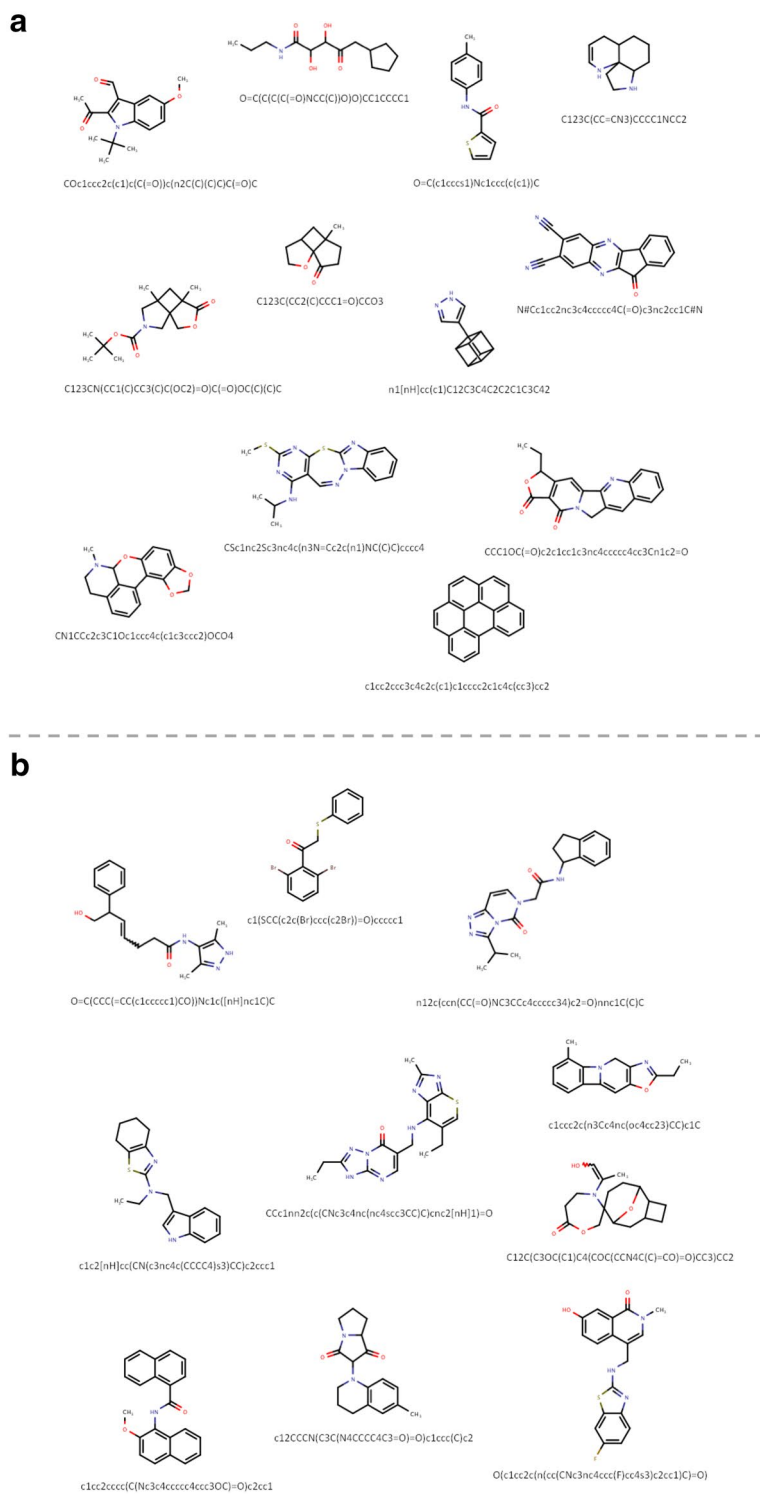 a
O=C(C(C(C(=O)NCC(C))O)O)CC1CCCC1
C123C(CC=CN3)CCCC1NCC2
COc1ccc2c(c1)c(C(=O))c(n2C(C)(C)C)C(=O)C
O=C(c1cccs1)Nc1ccc(c(c1))C
C123C(CC2(C)CCC1=O)CCO3
N#Cc1cc2nc3c4ccccc4C(=O)c3nc2cc1C#N
C123CN(CC1(C)CC3(C)C(OC2)=O)C(=O)OC(C)(C)C
n1[nH]cc(c1)C12C3C4C2C2C1C3C42
CSc1nc2Sc3nc4c(n3N=Cc2c(n1)NC(C)C)cccc4
CCC1OC(=O)c2c1cc1c3nc4ccccc4cc3Cn1c2=O
CN1CCc2c3C1Oc1ccc4c(c1c3ccc2)OCO4
c1cc2ccc3c4c2c(c1)c1cccc2c1c4c(cc3)cc2
b
c1(SCC(c2c(Br)ccc(c2Br))=O)ccccc1
O=C(CCC(=CC(c1ccccc1)CO))Nc1c([nH]nc1C)C
n12c(ccn(CC(=O)NC3CCc4ccccc34)c2=O)nnc1C(C)C
c1ccc2c(n3Cc4nc(oc4cc23)CC)c1C
CCc1nn2c(c(CNc3c4nc(nc4scc3CC)C)cnc2[nH]1)=O
c1c2[nH]cc(CN(c3nc4c(CCCC4)s3)CC)c2ccc1
C12C(C3OC(C1)C4(COC(CCN4C(C)=CO)=O)CC3)CC2
c12CCCN(C3C(N4CCCC4C3=O)=O)c1ccc(C)c2
c1cc2cccc(C(Nc3c4ccccc4ccc3OC)=O)c2cc1
O(c1cc2c(n(cc(CNc3nc4ccc(F)cc4s3)c2cc1)C)=O)